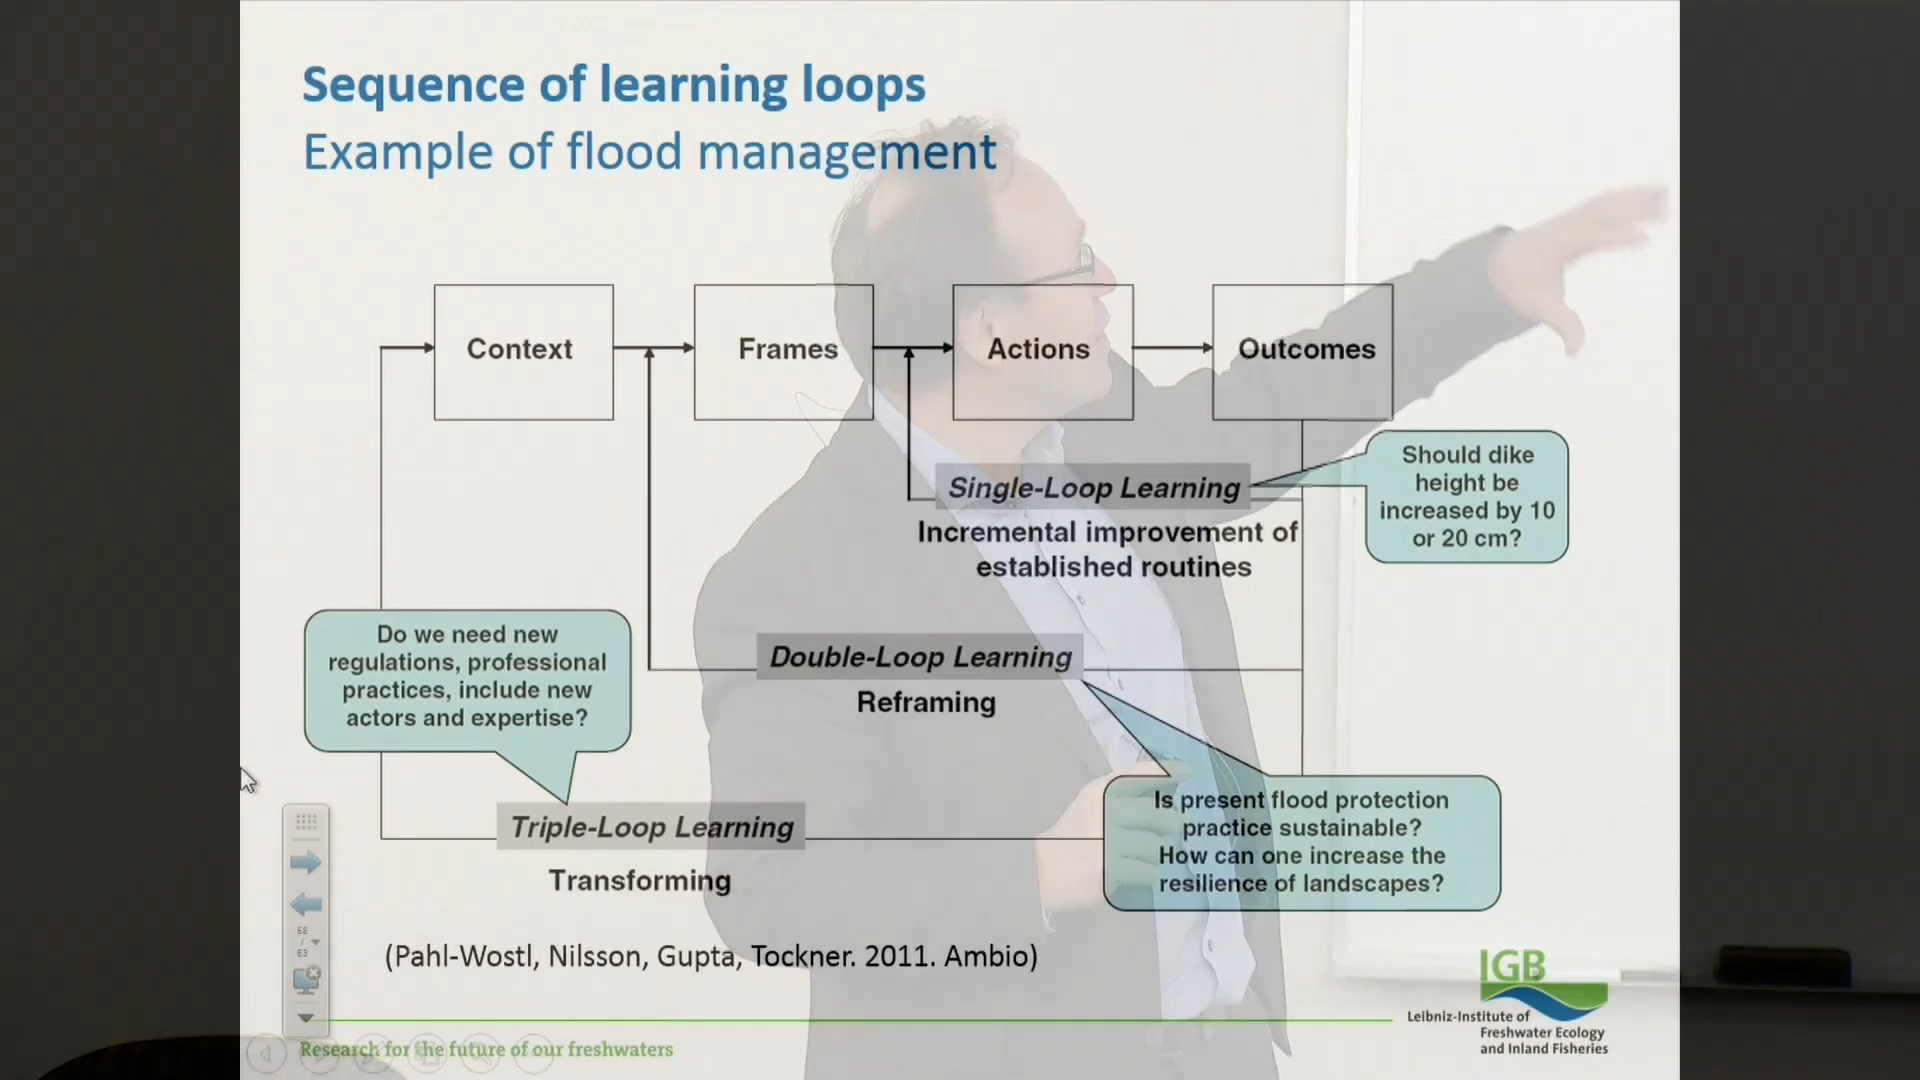 Sequence of learning loops
Example of flood management
Context
Frames
Actions
Outcomes
Single-Loop Learning
Incremental improvement of
established routines
Should dike
height be
increased by 10
or 20 cm?
Do we need new
regulations, professional
practices, include new
actors and expertise?
Double-Loop Learning
Reframing
Is present flood protection
practice sustainable?
How can one increase the
resilience of landscapes?
Triple-Loop Learning
Transforming
(Pahl-Wostl, Nilsson, Gupta, Tockner. 2011. Ambio)
58
/
63
IGB
Leibniz-Institute of
Freshwater Ecology
and Inland Fisheries
Research for the future of our freshwaters